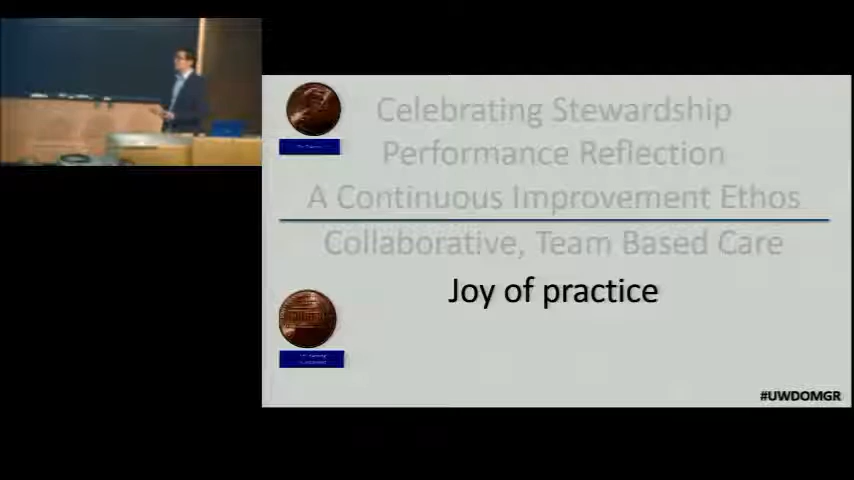 Celebrating Stewardship
Performance Reflection
A Continuous Improvement Ethos
Collaborative, Team Based Care
Joy of practice
#UWDOMGR